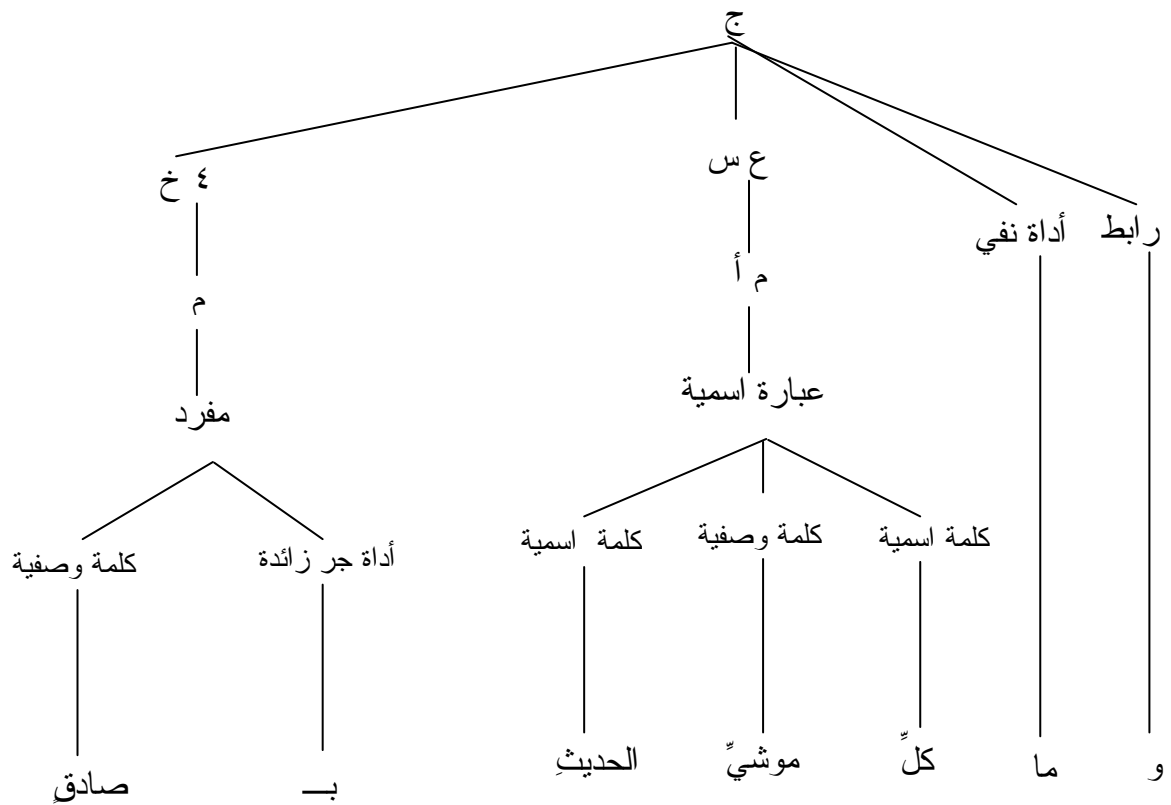 ج
ع س
٤ خ
رابط
أداة نفي
م أ
م
عبارة اسمية
مفرد
كلمة اسمية
كلمة وصفية
كلمة اسمية
أداة جر زائدة
كلمة وصفية
و
ما
كلِّ
موشيِّ
الحديثِ
بــ
صادقٍ